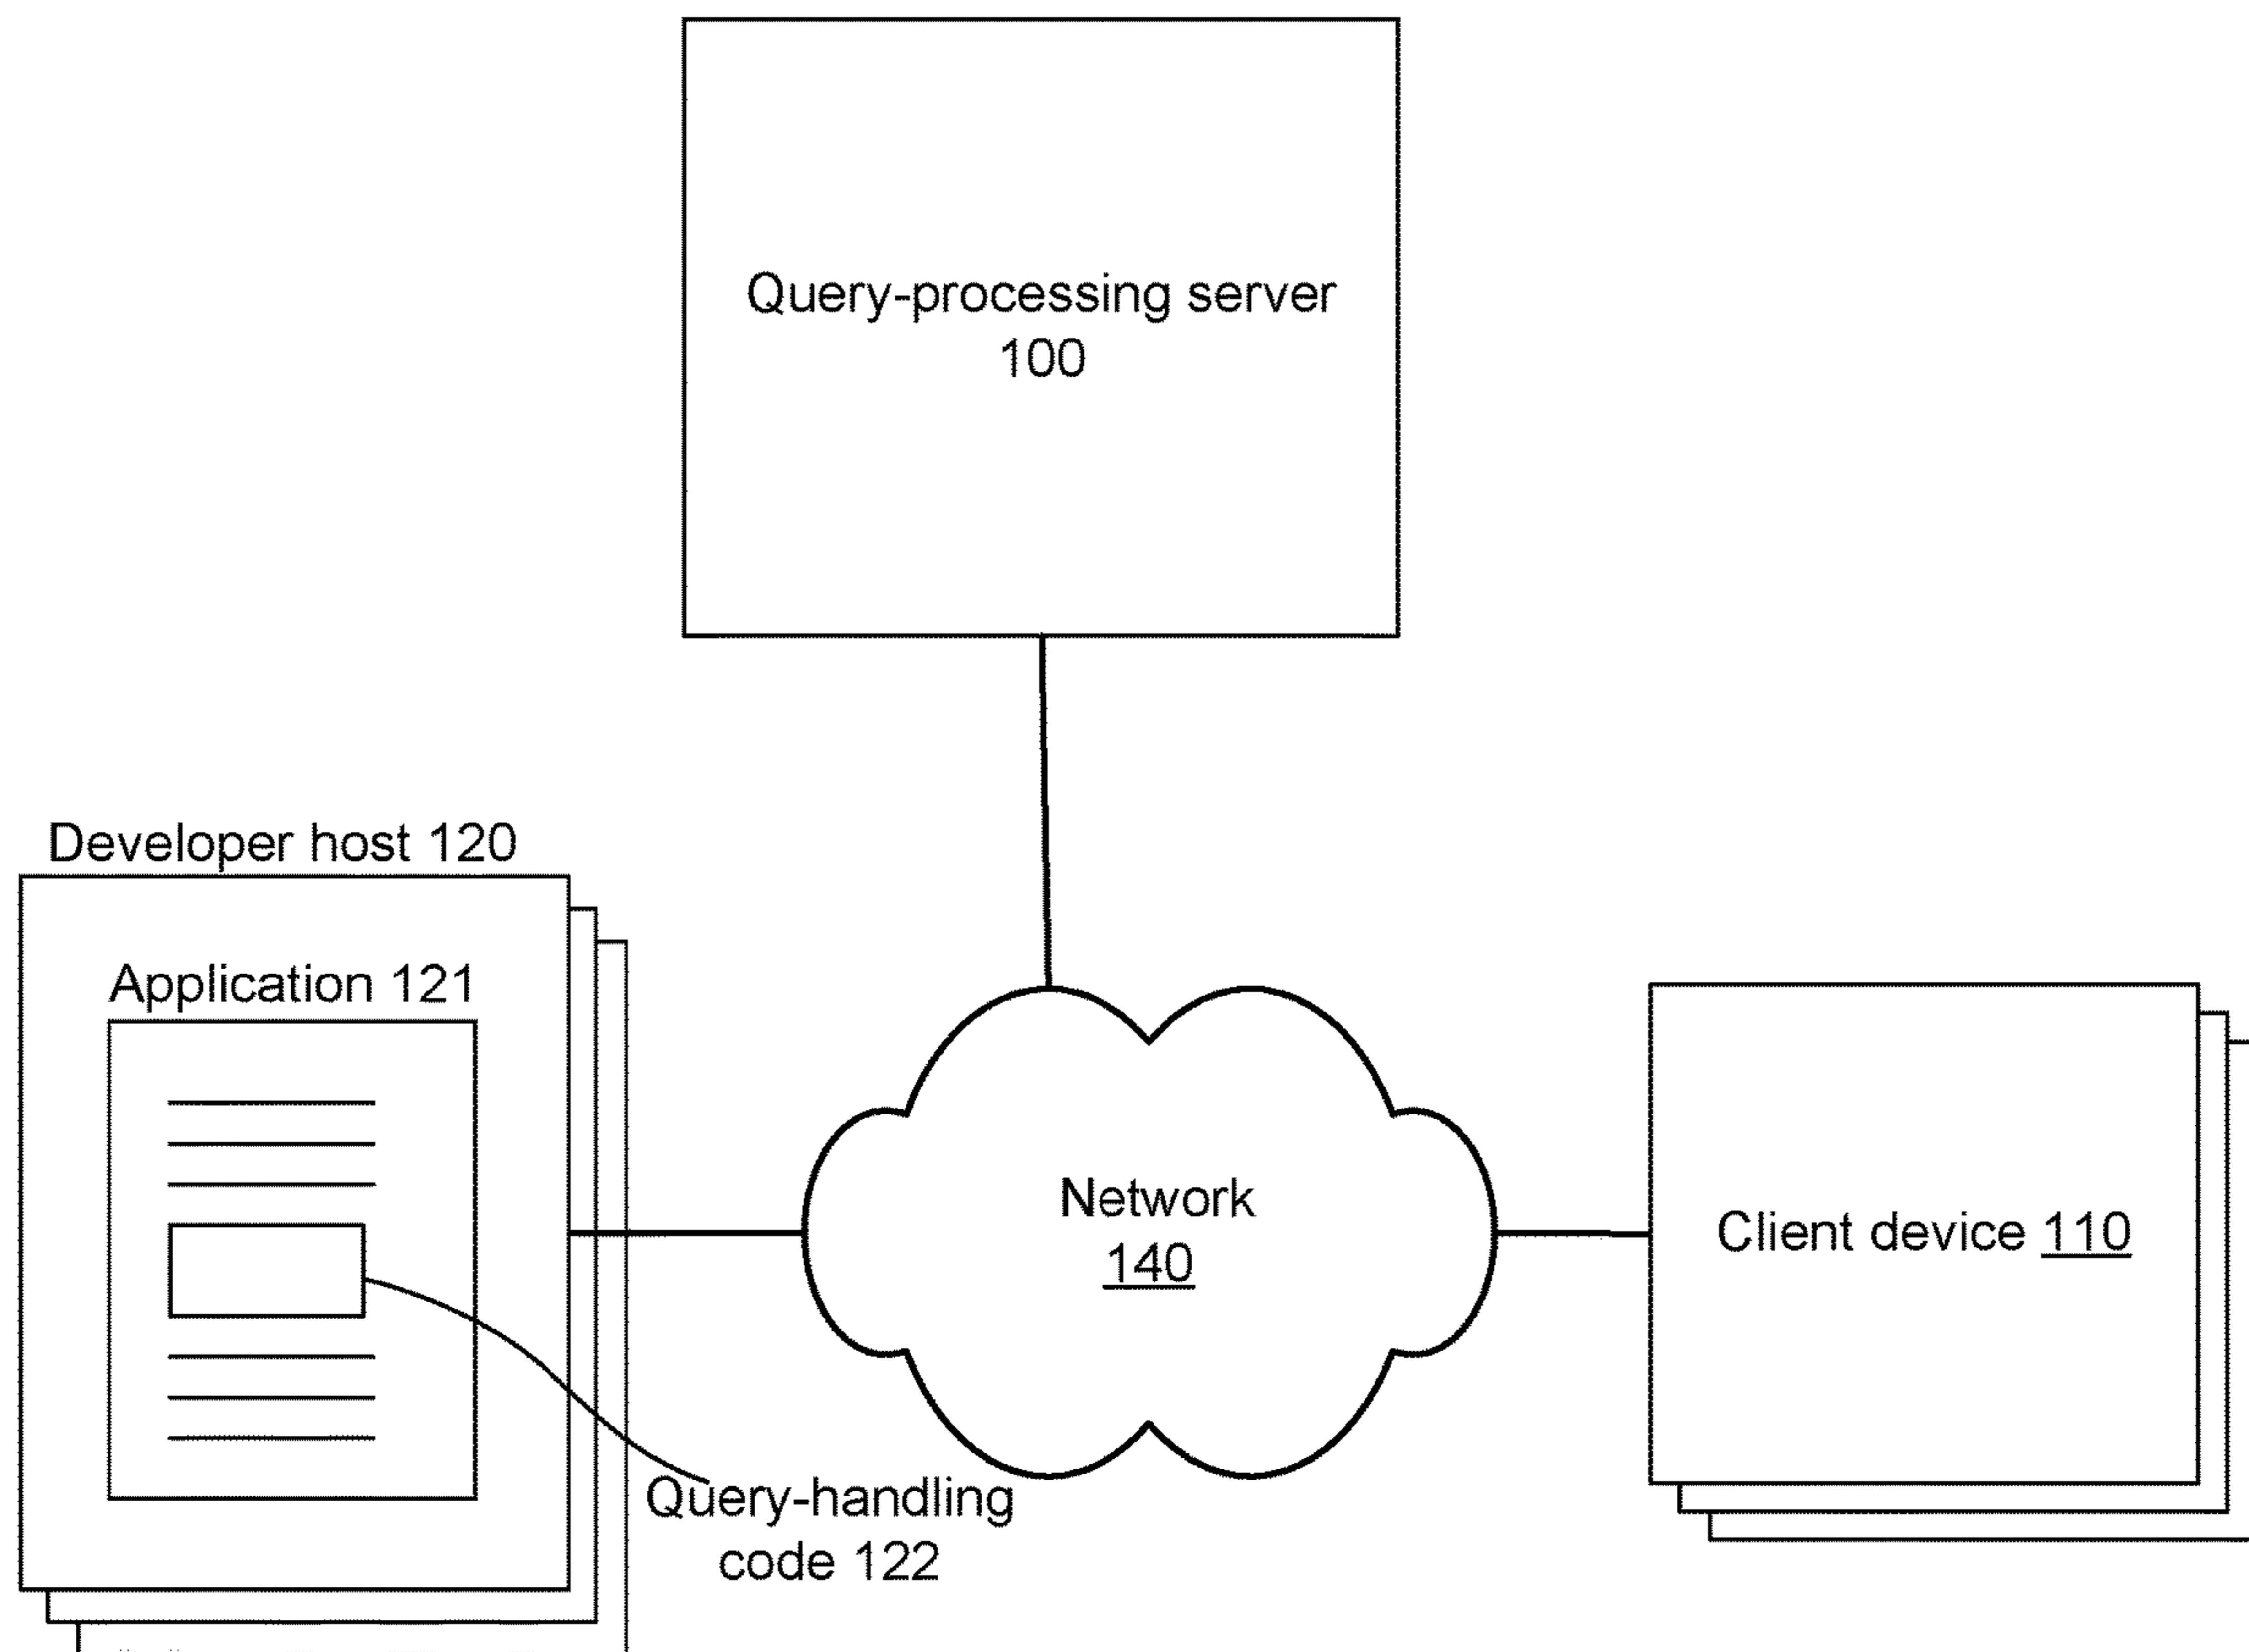 Query-processing server
100
Developer host 120
Application 121
Network
140
Client device 110
Query-handling
code 122